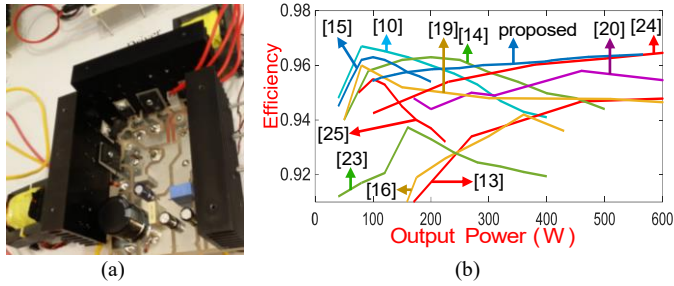 0.98
[15]
[10]
[19]
[14]
proposed
[20]
[24]
0.96
Efficiency
0.94
[25]
[23]
0.92
[16]
[13]
0 100 200 300 400 500 600
Output Power (W)
(a) (b)